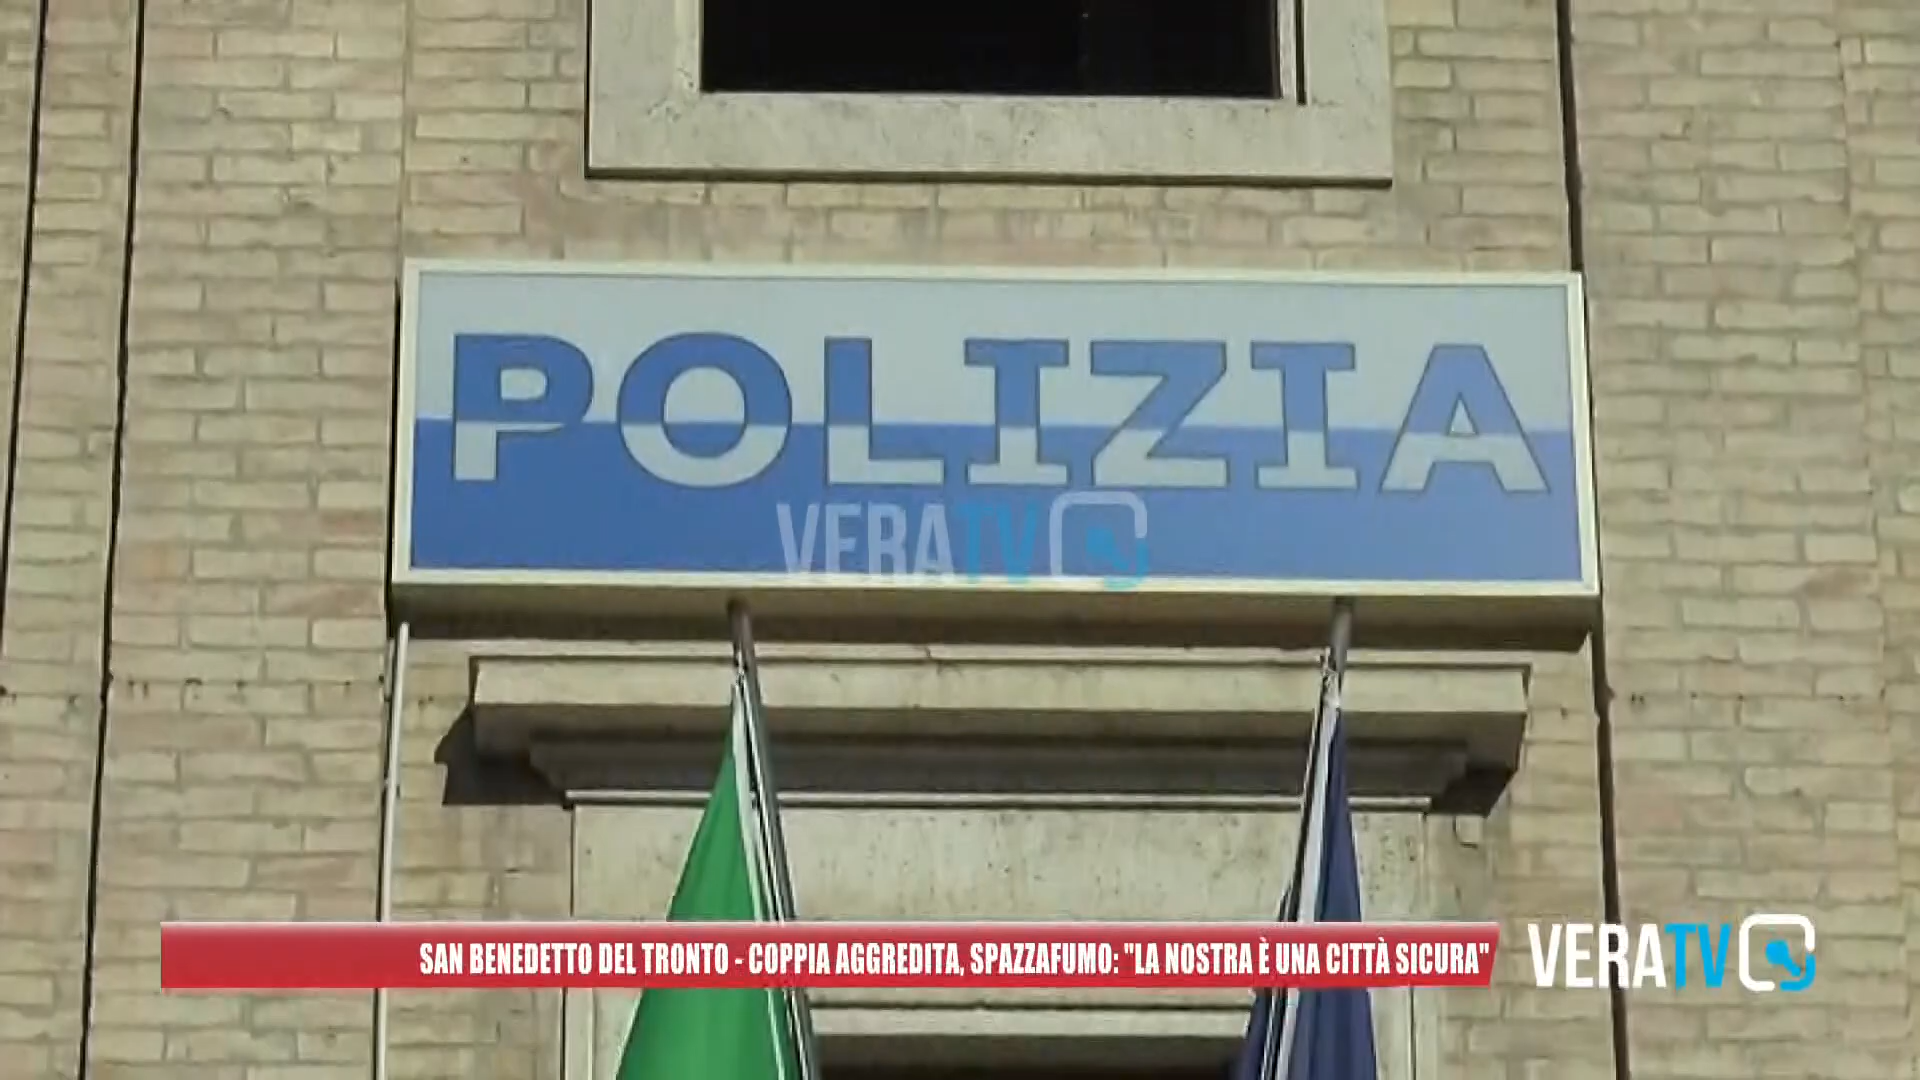 POLIZIA
VERATV
SAN BENEDETTO DEL TRONTO - COPPIA AGGREDITA, SPAZZAFUMO: "LA NOSTRA È UNA CITTÀ SICURA"
VERATV